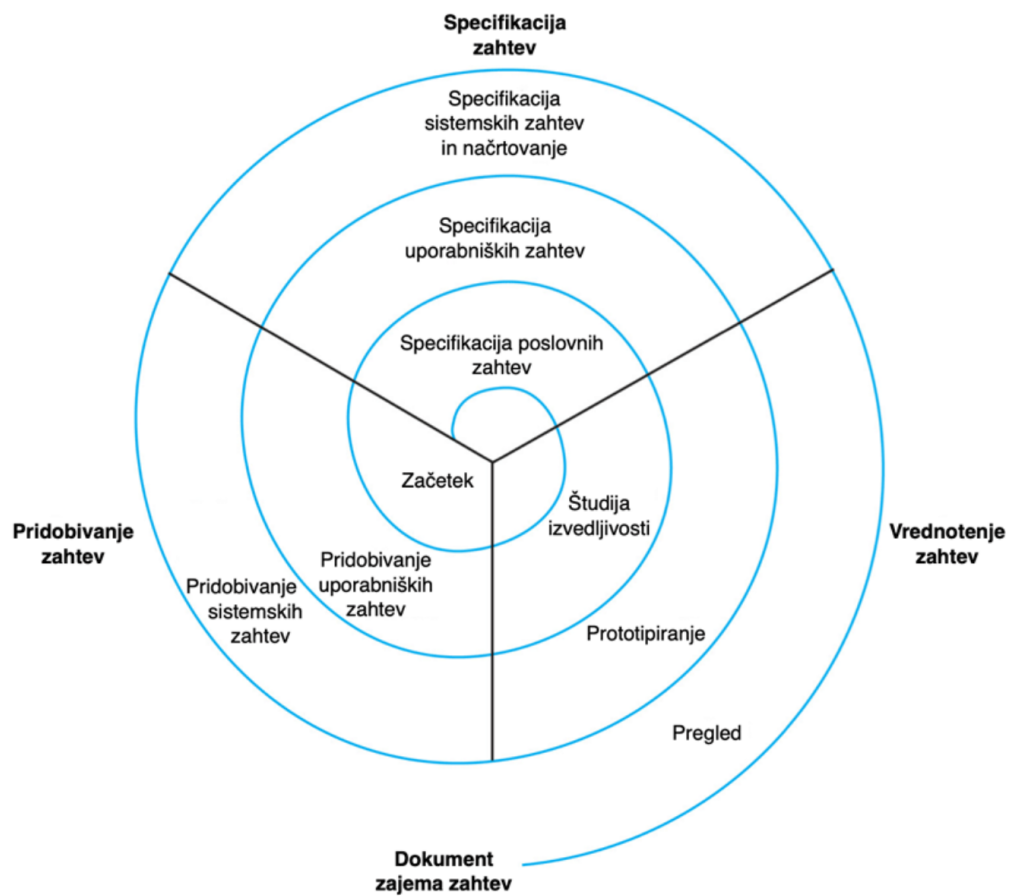 Specifikacija
zahtev
Specifikacija
sistemskih zahtev
in načrtovanje
Specifikacija
uporabniških zahtev
Specifikacija poslovnih
zahtev
Začetek
Študija
izvedljivosti
Pridobivanje
zahtev
Vrednotenje
zahtev
Pridobivanje
uporabniških
zahtev
Pridobivanje
sistemskih
zahtev
Prototipiranje
Pregled
Dokument
zajema zahtev